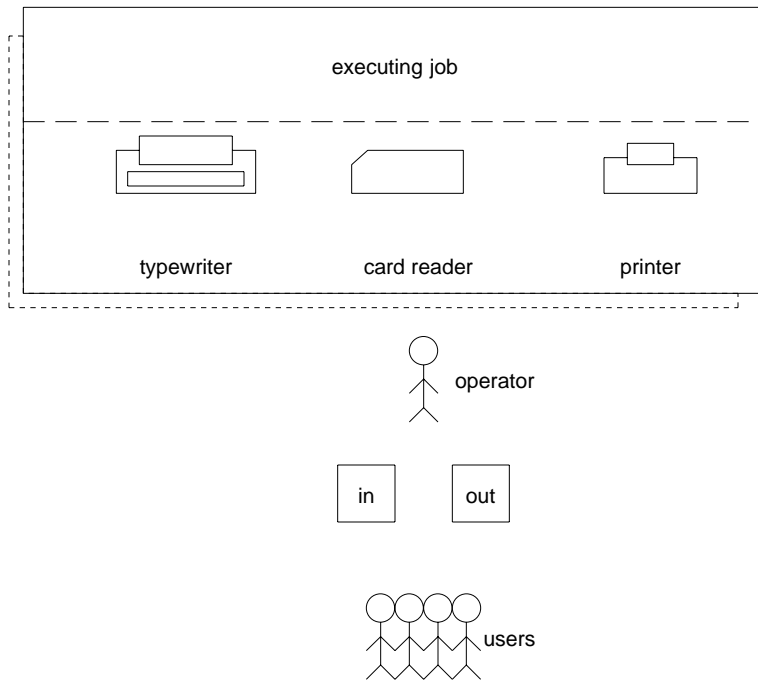 executing job
typewriter
card reader
printer
operator
in
out
users